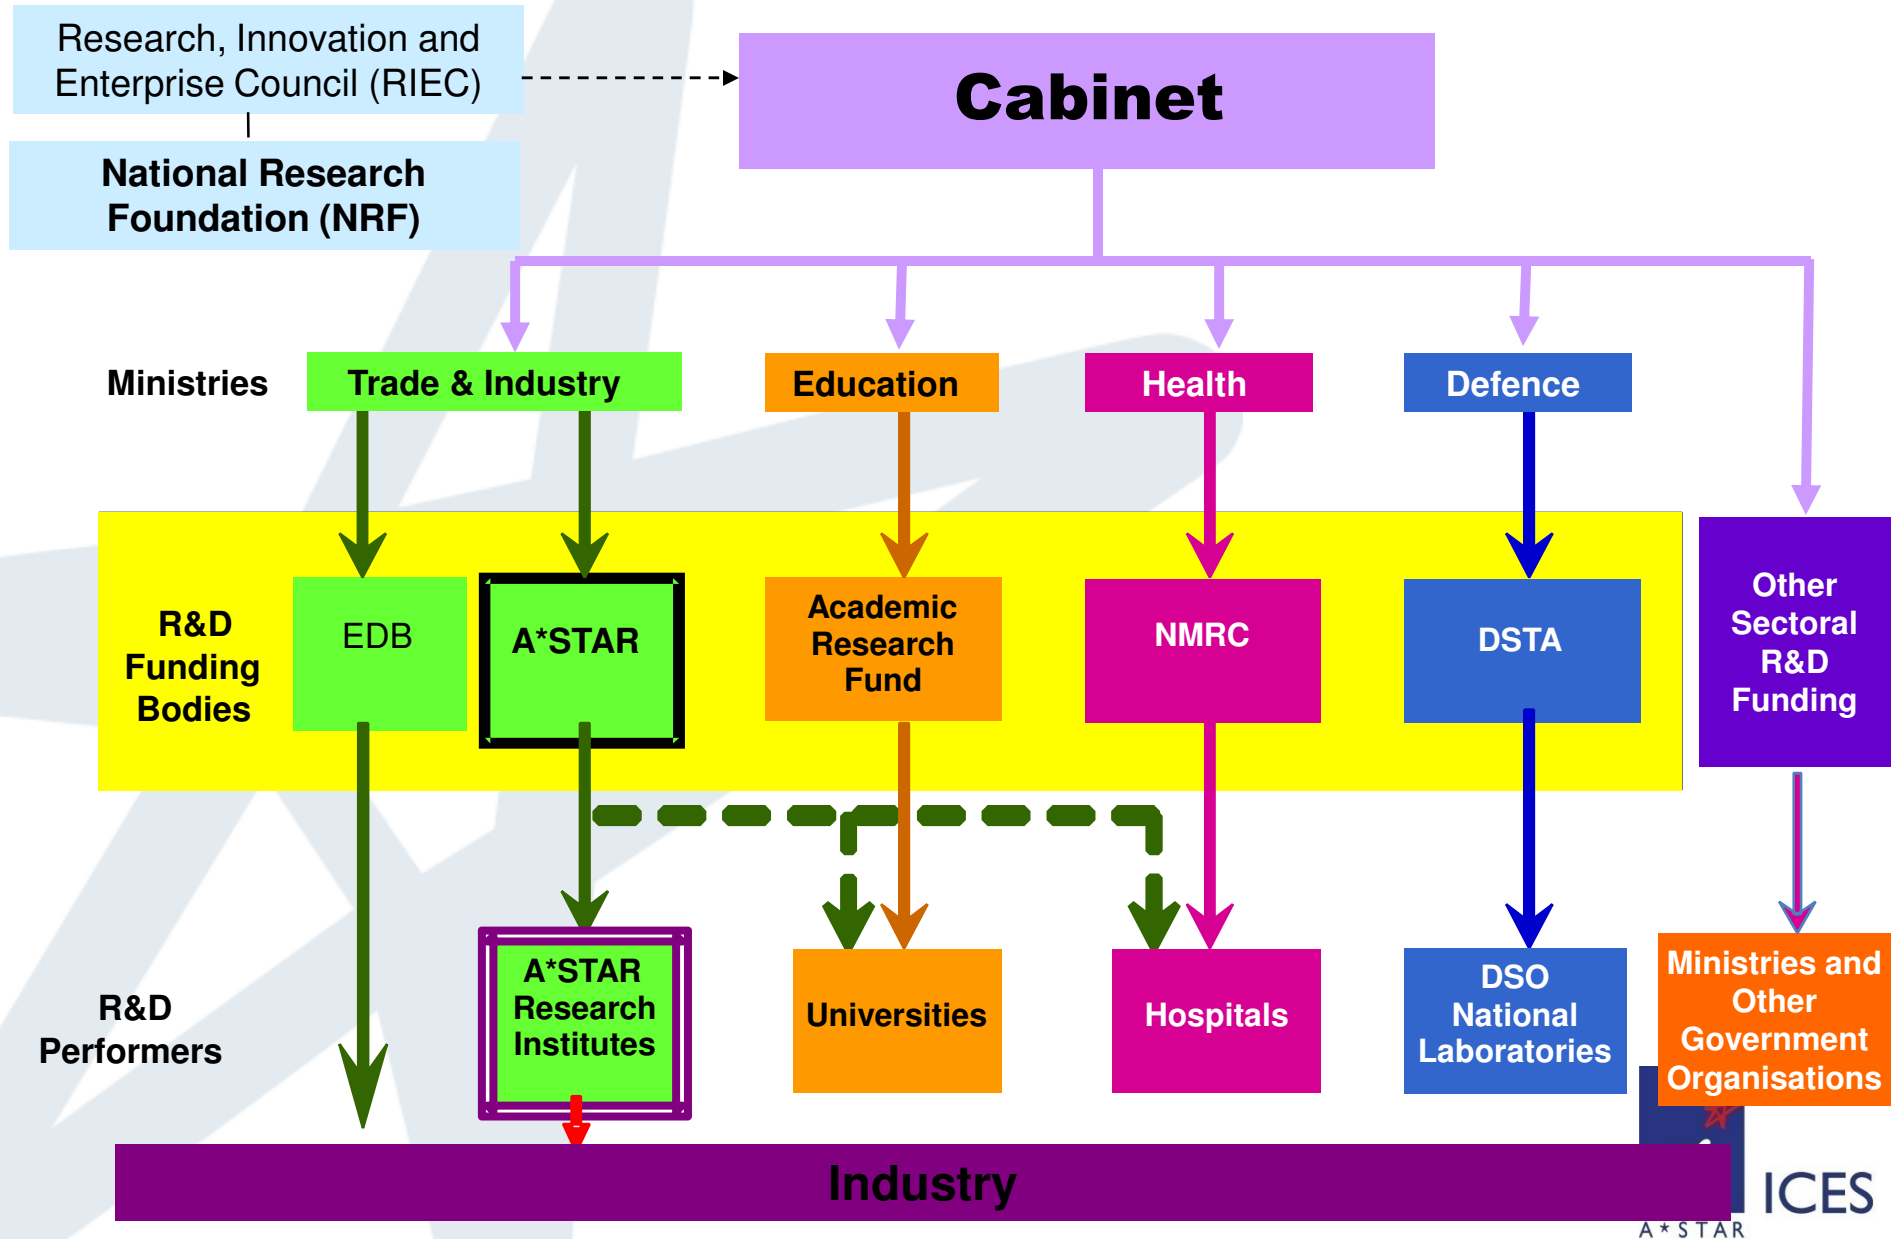 Research, Innovation and
Enterprise Council (RIEC)
Cabinet
National Research
Foundation (NRF)
Ministries
Trade & Industry
Education
Health
Defence
R&D
Funding
Bodies
EDB
A*STAR
Academic
Research
Fund
NMRC
DSTA
Other
Sectoral
R&D
Funding
R&D
Performers
A*STAR
Research
Institutes
Universities
Hospitals
DSO
National
Laboratories
Ministries and
Other
Government
Organisations
Industry
ICES
A★STAR